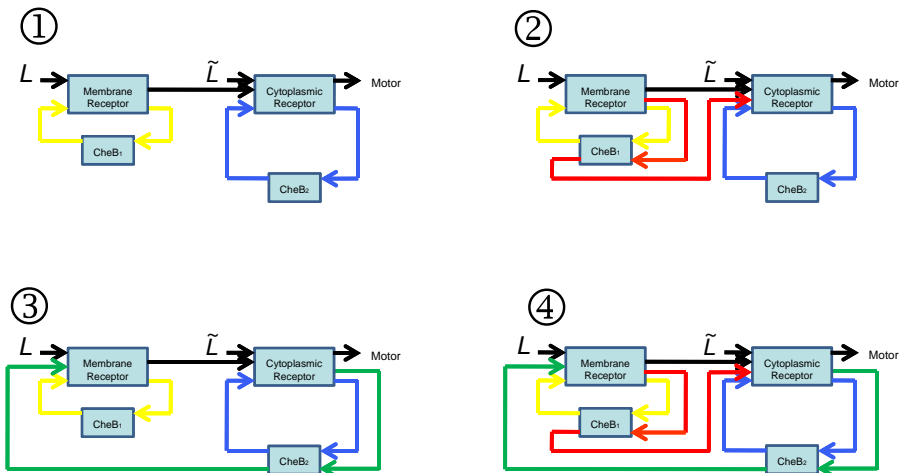 ①
L
L̃
Membrane
Receptor
Cytoplasmic
Receptor
Motor
CheB₁
CheB₂
②
L
L̃
Membrane
Receptor
Cytoplasmic
Receptor
Motor
CheB₁
CheB₂
③
L
L̃
Membrane
Receptor
Cytoplasmic
Receptor
Motor
CheB₁
CheB₂
④
L
L̃
Membrane
Receptor
Cytoplasmic
Receptor
Motor
CheB₁
CheB₂